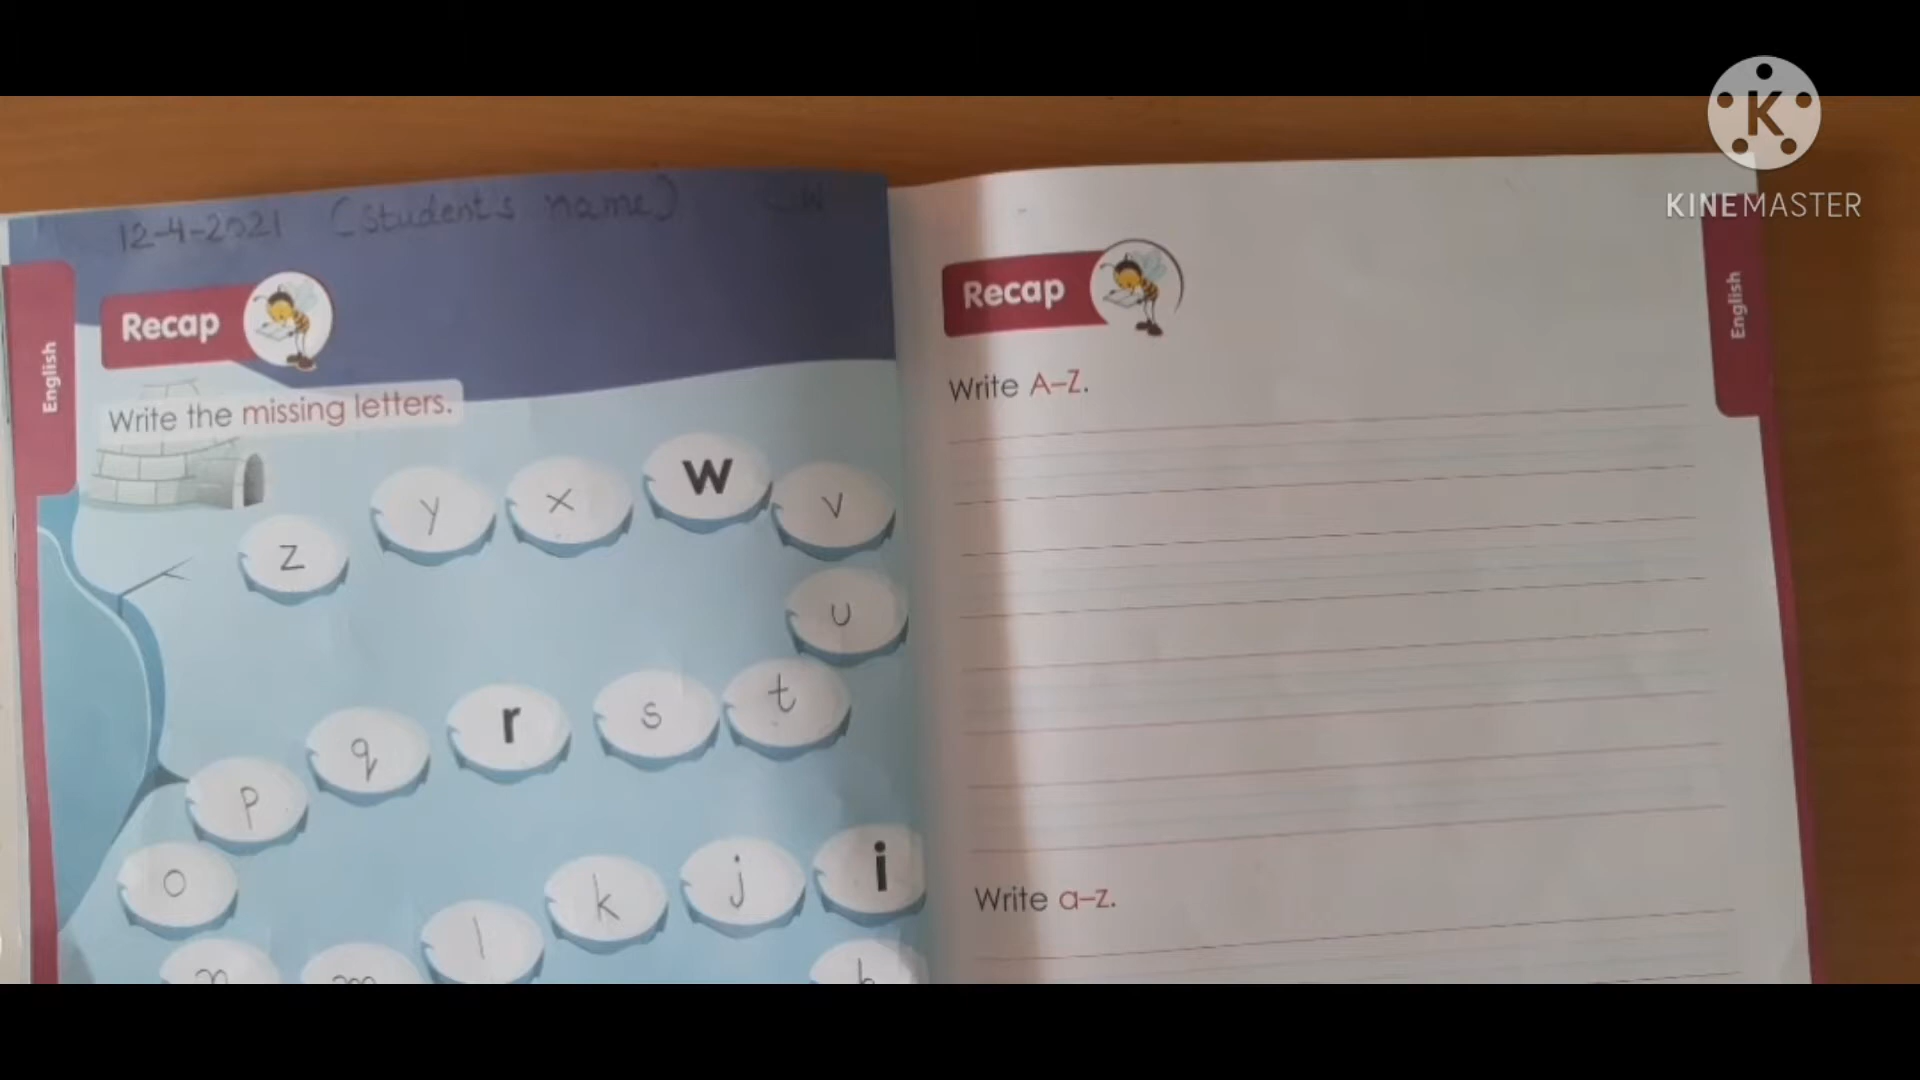 12-4-2021 (Student's name) C.W
Recap
English
Write the missing letters.
z y x w v
u
p q r s t
o
l k j i
n m h
Recap
English
Write A–Z.
Write a–z.
K
KINEMASTER